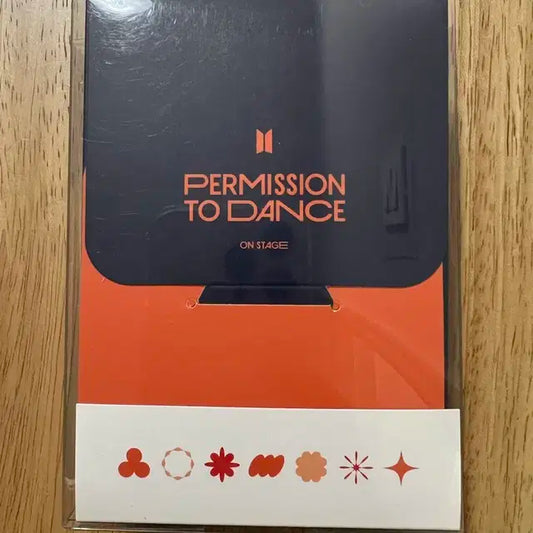 PERMISSION
TO DANCE
ON STAGE